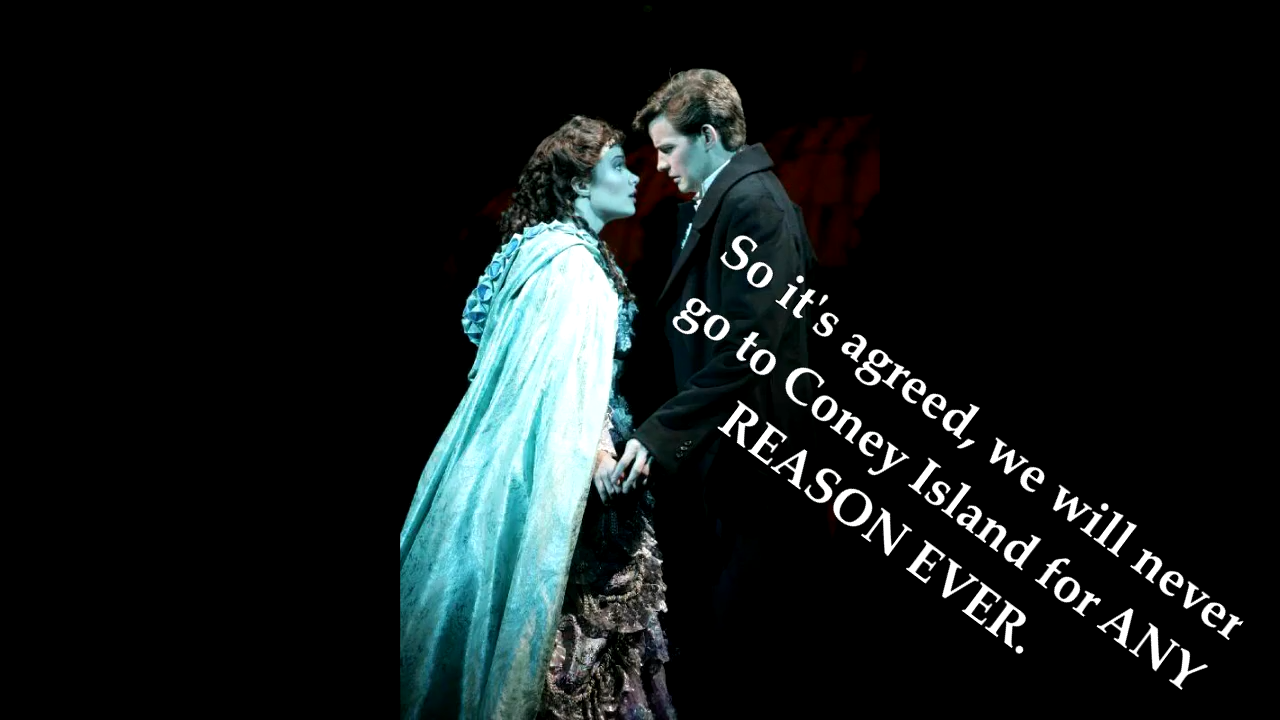 So it's agreed, we will never
go to Coney Island for ANY
REASON EVER.